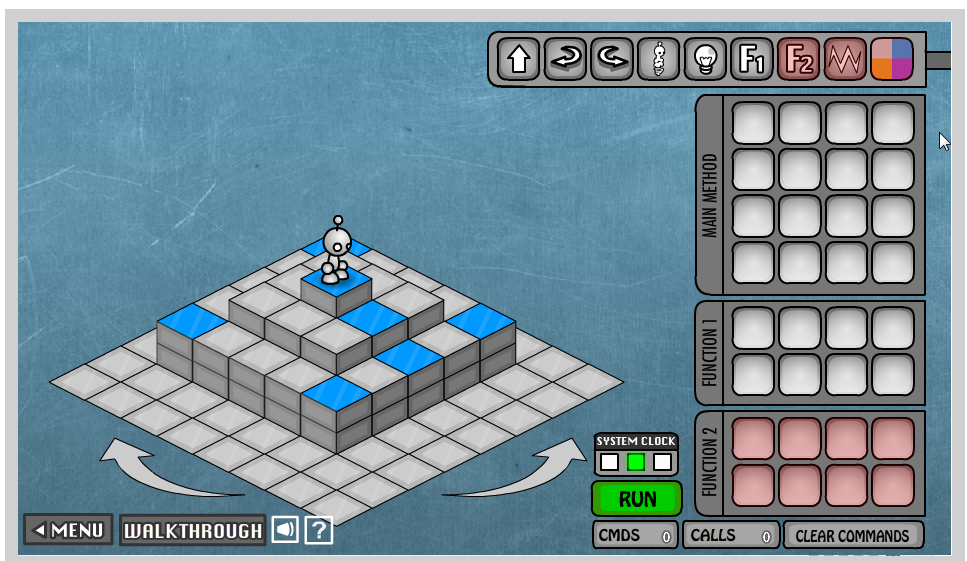 F1 F2
MAIN METHOD
FUNCTION 1
FUNCTION 2
SYSTEM CLOCK
RUN
MENU WALKTHROUGH ?
CMDS 0 CALLS 0 CLEAR COMMANDS